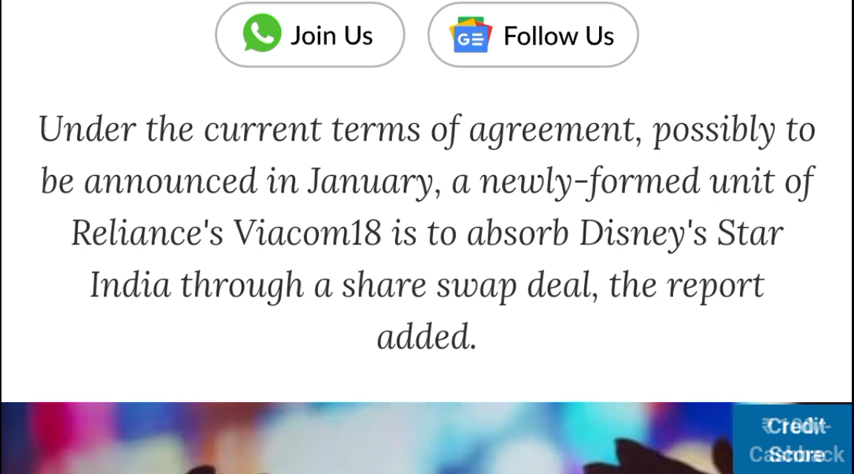 Join Us
Follow Us
Under the current terms of agreement, possibly to
be announced in January, a newly-formed unit of
Reliance's Viacom18 is to absorb Disney's Star
India through a share swap deal, the report
added.
Credit
Score